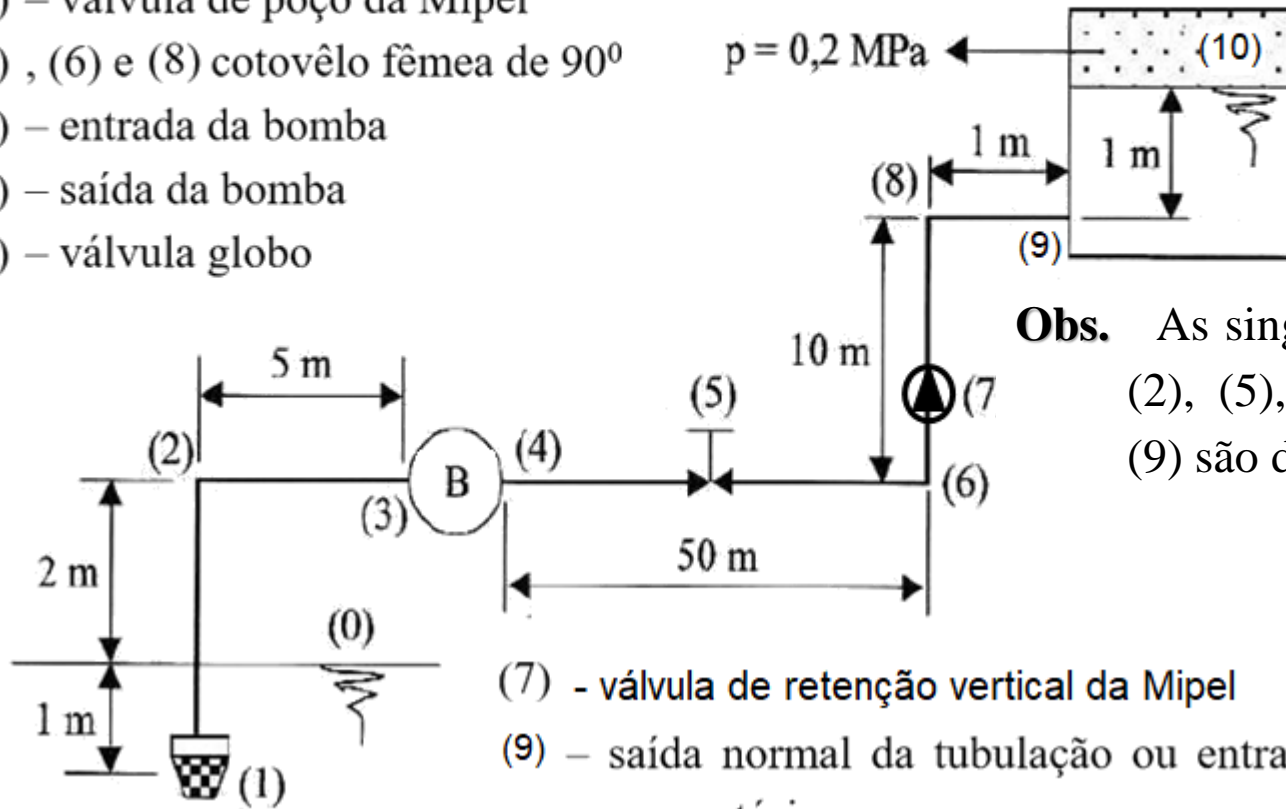 ) – válvula de poço da Mipel
) , (6) e (8) cotovêlo fêmea de 90⁰
) – entrada da bomba
) – saída da bomba
) – válvula globo
p = 0,2 MPa
(10)
1 m
1 m
(8)
(9)
10 m
Obs. As sing
(2), (5),
(9) são d
5 m
(5)
(7
(2)
(4)
B
(3)
(6)
2 m
50 m
(0)
1 m
(1)
(7) - válvula de retenção vertical da Mipel
(9) – saída normal da tubulação ou entra